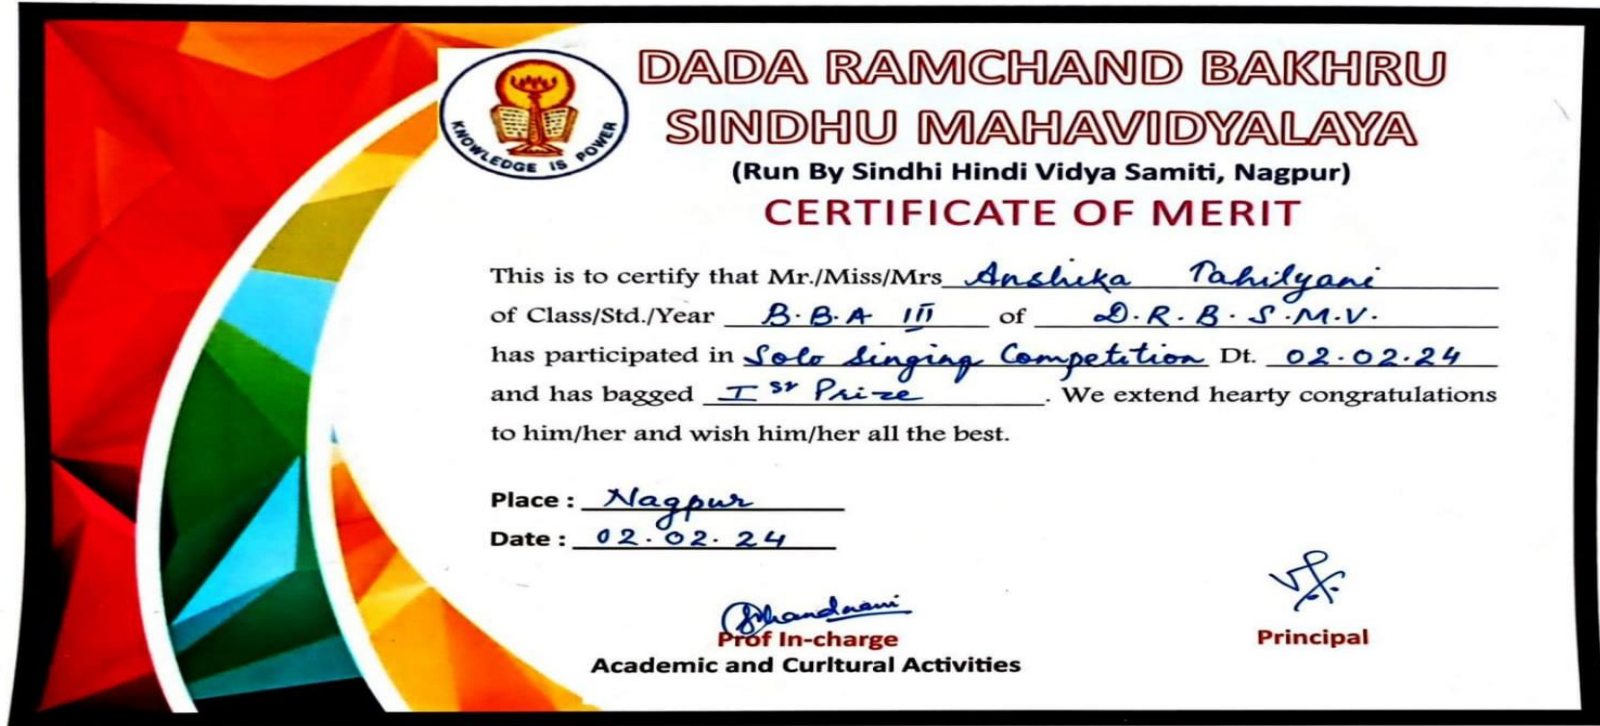 KNOWLEDGE IS POWER
DADA RAMCHAND BAKHRU
SINDHU MAHAVIDYALAYA
(Run By Sindhi Hindi Vidya Samiti, Nagpur)
CERTIFICATE OF MERIT
This is to certify that Mr./Miss/Mrs Anshika Tahilyani
of Class/Std./Year B.B.A III of D.R.B.S.M.V.
has participated in Solo Singing Competition Dt. 02.02.24
and has bagged Ist Prize. We extend hearty congratulations
to him/her and wish him/her all the best.
Place : Nagpur
Date : 02.02.24
Prof In-charge
Academic and Curltural Activities
Principal